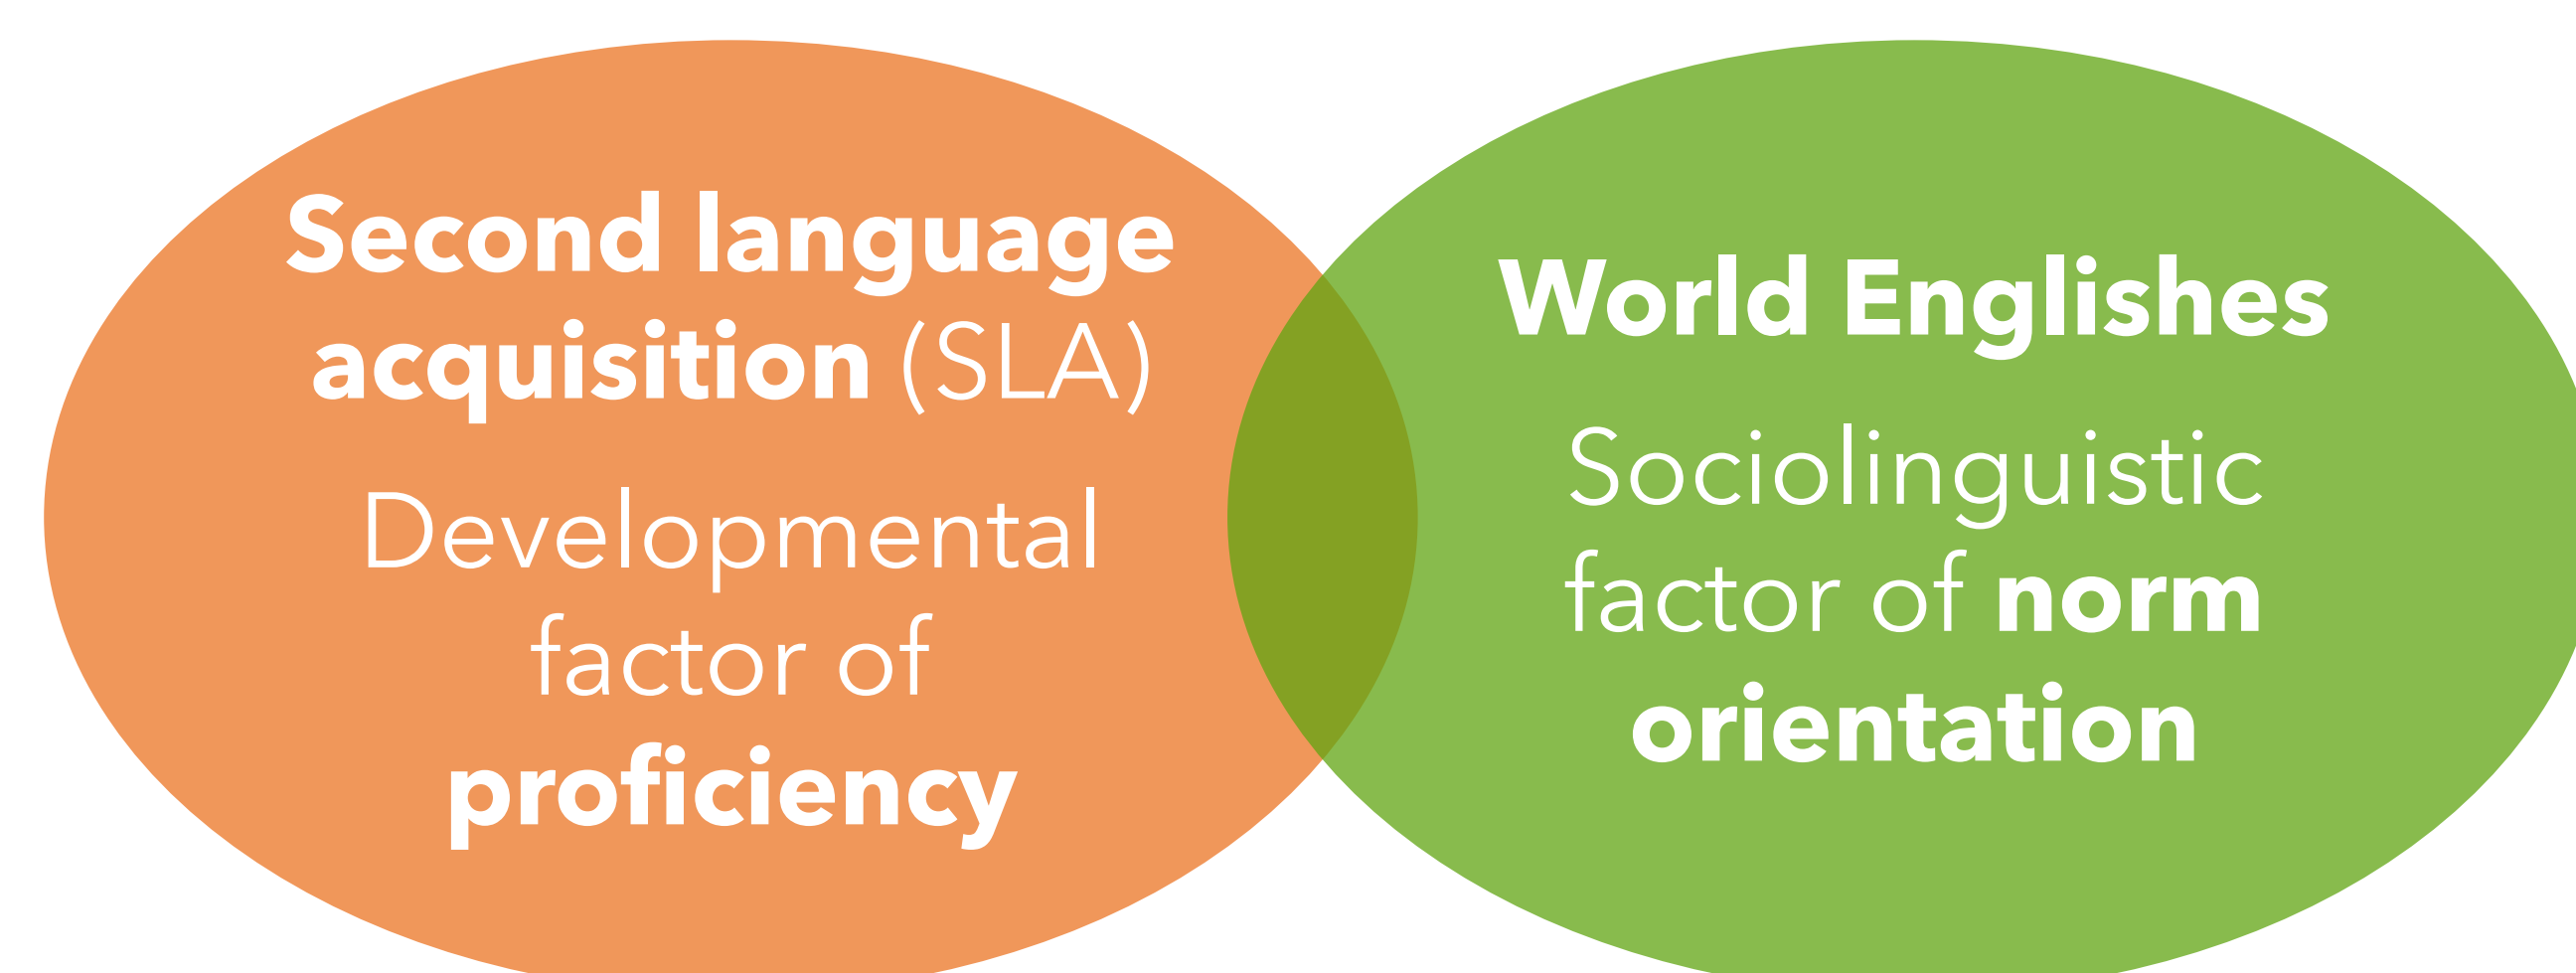 Second language
acquisition (SLA)
Developmental
factor of
proficiency
World Englishes
Sociolinguistic
factor of norm
orientation